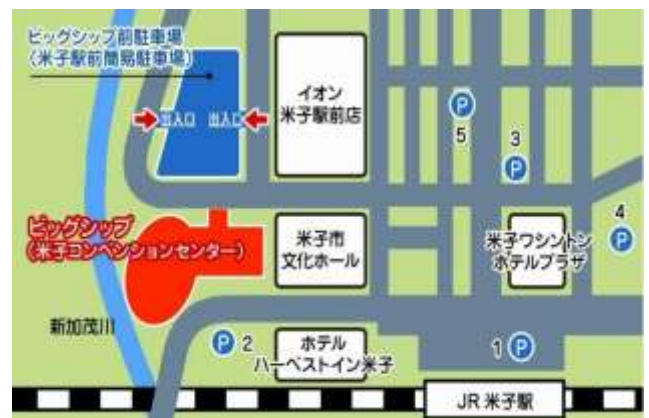 ビッグシップ前駐車場
(米子駅前簡易駐車場)
出入口 出入口
イオン
米子駅前店
P
5
3
P
4
P
ビッグシップ
(米子コンベンションセンター)
米子市
文化ホール
米子ワシントン
ホテルプラザ
新加茂川
P 2
ホテル
ハーベストイン米子
1 P
JR 米子駅